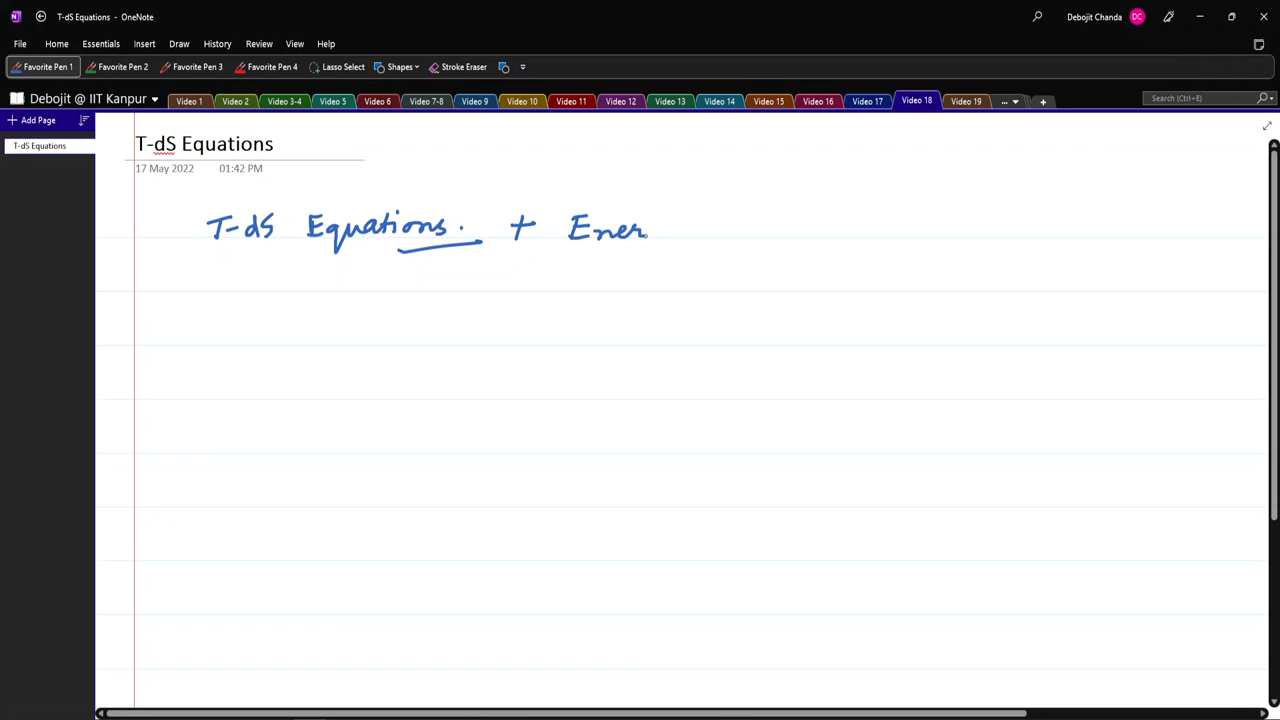 T-dS Equations - OneNote
Debojit Chanda DC
File Home Essentials Insert Draw History Review View Help
Favorite Pen 1 Favorite Pen 2 Favorite Pen 3 Favorite Pen 4 Lasso Select Shapes Stroke Eraser
Debojit @ IIT Kanpur Video 1 Video 2 Video 3-4 Video 5 Video 6 Video 7-8 Video 9 Video 10 Video 11 Video 12 Video 13 Video 14 Video 15 Video 16 Video 17 Video 18 Video 19 ... Search (Ctrl+E)
Add Page
T-dS Equations
T-dS Equations
17 May 2022 01:42 PM
T-dS Equations. + Ener